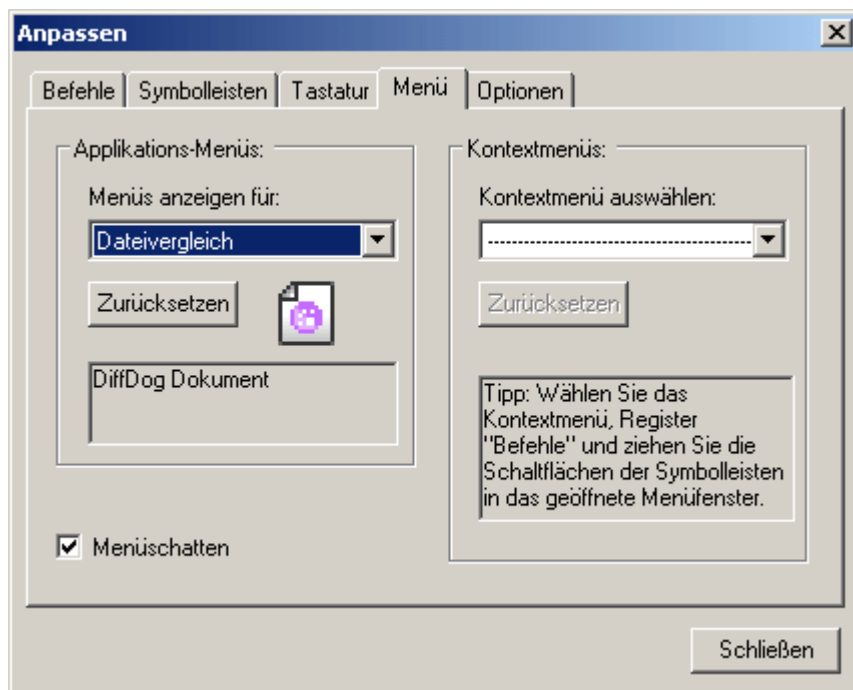 Anpassen
Befehle Symbolleisten Tastatur Menü Optionen
Applikations-Menüs:
Menüs anzeigen für:
Dateivergleich
Zurücksetzen
DiffDog Dokument
Menüschatten
Kontextmenüs:
Kontextmenü auswählen:
--------------------------------------------
Zurücksetzen
Tipp: Wählen Sie das
Kontextmenü, Register
"Befehle" und ziehen Sie die
Schaltflächen der Symbolleisten
in das geöffnete Menüfenster.
Schließen